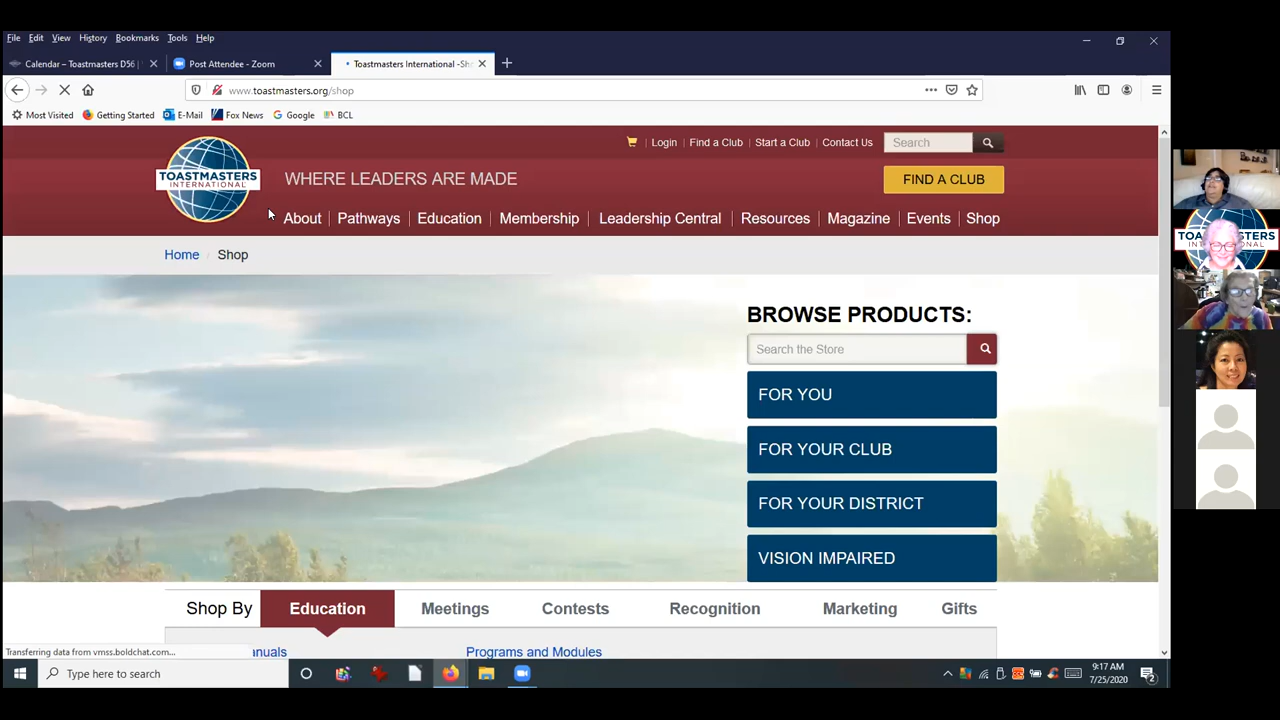 File Edit View History Bookmarks Tools Help
Calendar – Toastmasters D56 | Post Attendee - Zoom Toastmasters International -Sh
www.toastmasters.org/shop
Most Visited Getting Started E-Mail Fox News Google BCL
Login Find a Club Start a Club Contact Us Search
TOASTMASTERS
INTERNATIONAL
WHERE LEADERS ARE MADE
FIND A CLUB
About Pathways Education Membership Leadership Central Resources Magazine Events Shop
Home / Shop
BROWSE PRODUCTS:
Search the Store
FOR YOU
FOR YOUR CLUB
FOR YOUR DISTRICT
VISION IMPAIRED
Shop By Education Meetings Contests Recognition Marketing Gifts
Transferring data from vmss.boldchat.com...
anuals Programs and Modules
Type here to search
9:17 AM
7/25/2020
2